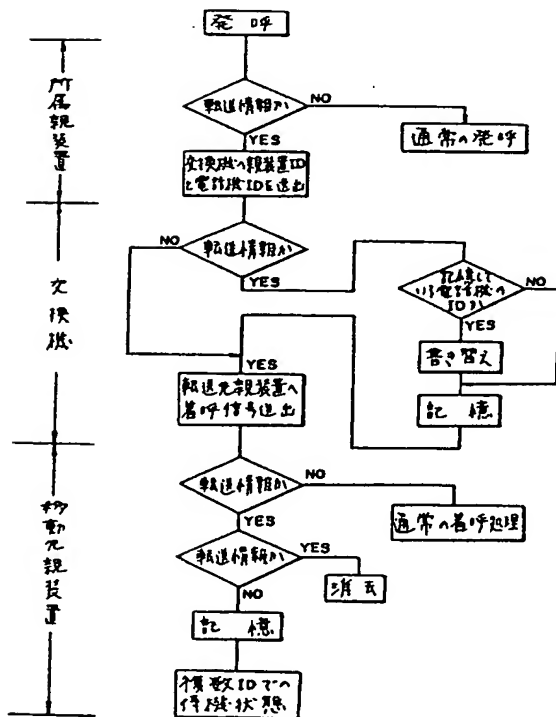 発呼
所属親装置
転送情報か
NO
通常の発呼
YES
交換機へ親装置ID
と電話機IDを送出
交換機
NO
転送情報か
YES
記憶して
いる電話機の
IDか
NO
YES
書き替え
記憶
YES
転送元親装置へ
着呼信号送出
移動元親装置
転送情報か
NO
通常の着呼処理
YES
転送情報か
YES
消去
NO
記憶
複数IDでの
待機状態